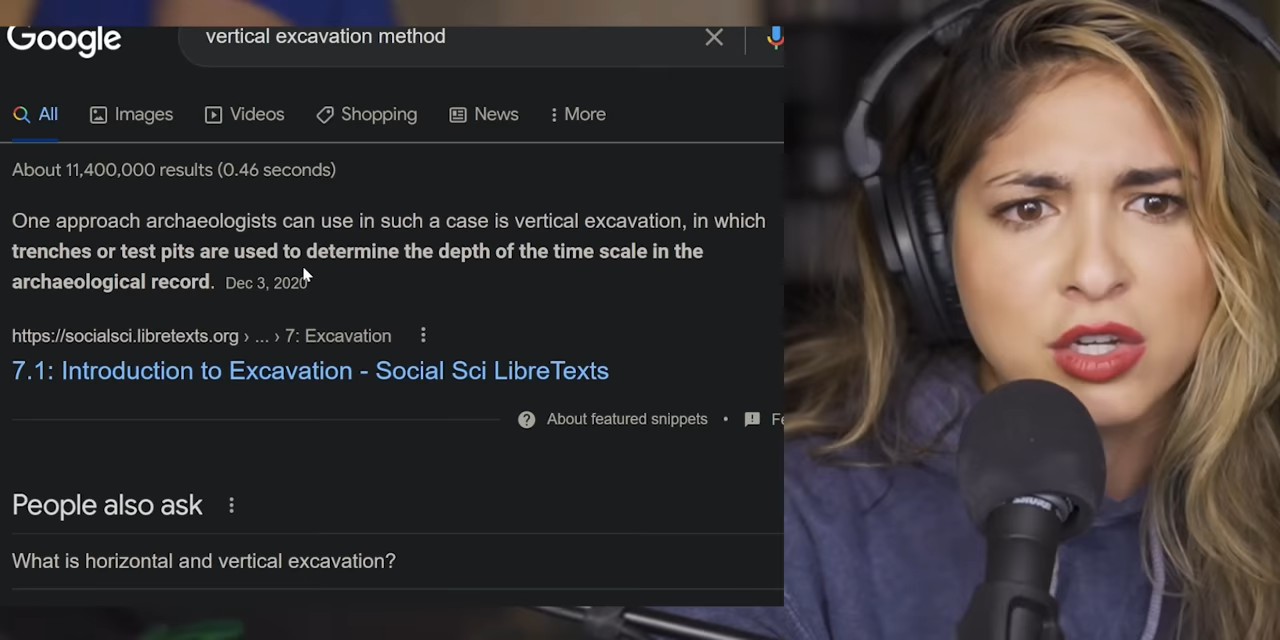 Google
vertical excavation method
All Images Videos Shopping News More
About 11,400,000 results (0.46 seconds)
One approach archaeologists can use in such a case is vertical excavation, in which
trenches or test pits are used to determine the depth of the time scale in the
archaeological record. Dec 3, 2020
https://socialsci.libretexts.org › ... › 7: Excavation
7.1: Introduction to Excavation - Social Sci LibreTexts
About featured snippets •
People also ask
What is horizontal and vertical excavation?